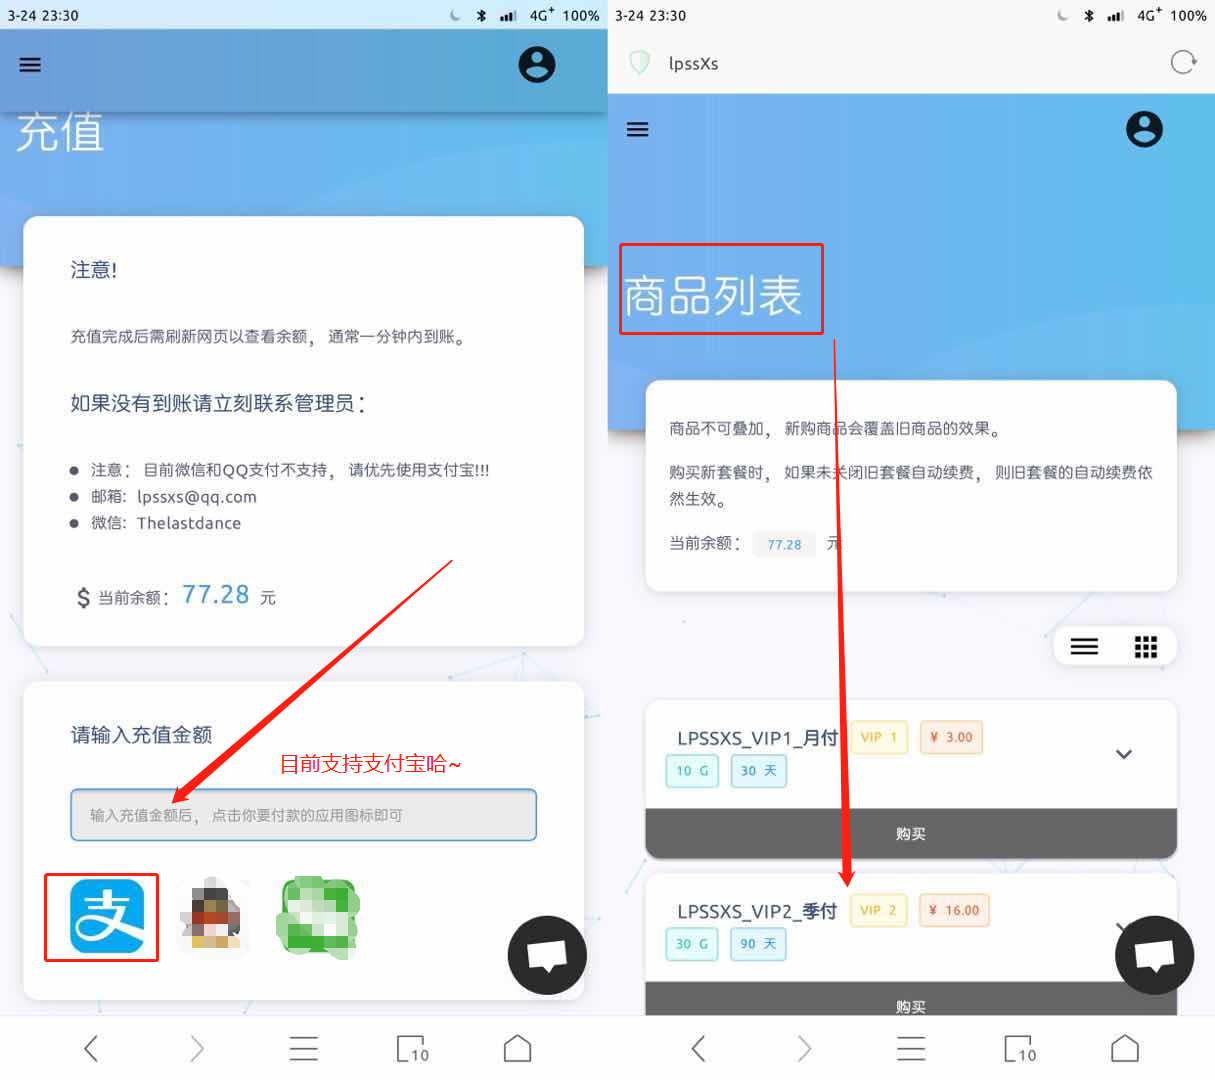 3-24 23:30
4G+ 100%
充值
注意!
充值完成后需刷新网页以查看余额，通常一分钟内到账。
如果没有到账请立刻联系管理员：
注意：目前微信和QQ支付不支持，请优先使用支付宝!!!
邮箱: lpssxs@qq.com
微信: Thelastdance
$ 当前余额: 77.28 元
请输入充值金额
目前支持支付宝哈~
输入充值金额后，点击你要付款的应用图标即可
支
10
3-24 23:30
4G+ 100%
lpssXs
商品列表
商品不可叠加，新购商品会覆盖旧商品的效果。
购买新套餐时，如果未关闭旧套餐自动续费，则旧套餐的自动续费依
然生效。
当前余额： 77.28 元
LPSSXS_VIP1_月付 VIP 1 ¥ 3.00
10 G 30 天
购买
LPSSXS_VIP2_季付 VIP 2 ¥ 16.00
30 G 90 天
购买
10